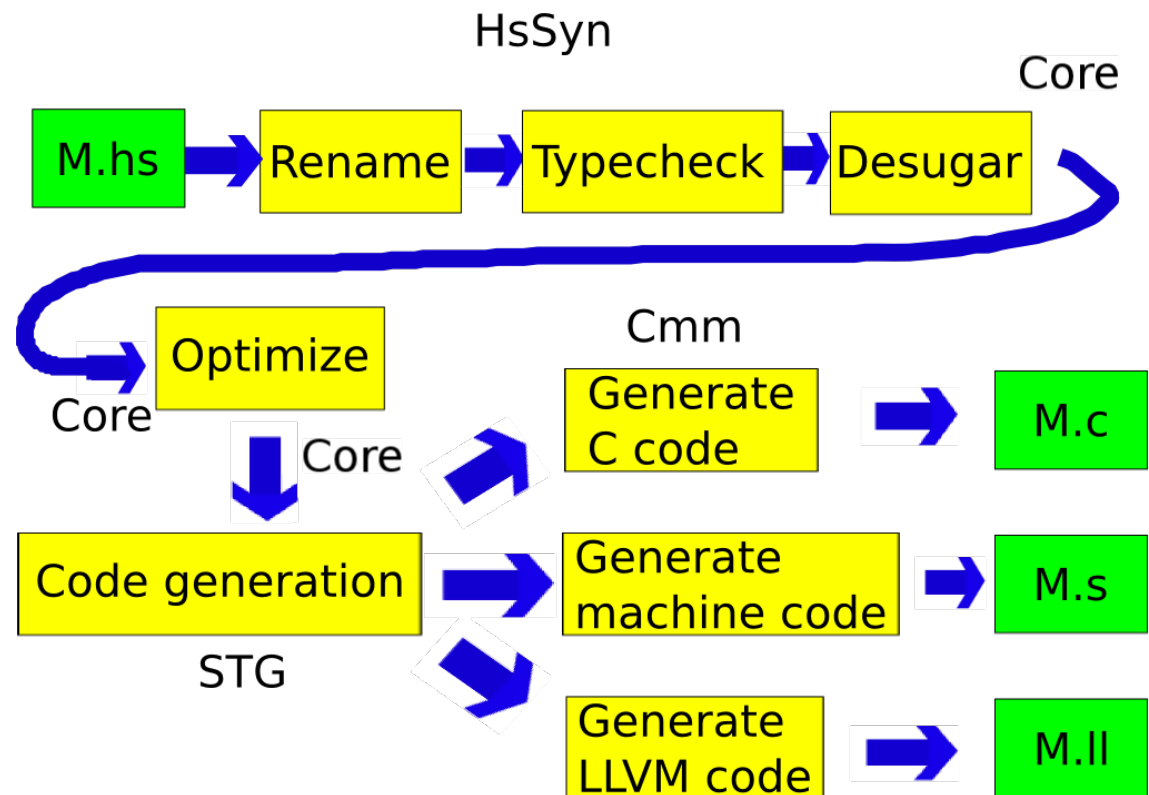 HsSyn
Core
M.hs
Rename
Typecheck
Desugar
Optimize
Core
Core
Cmm
Generate
C code
M.c
Code generation
STG
Generate
machine code
M.s
Generate
LLVM code
M.ll